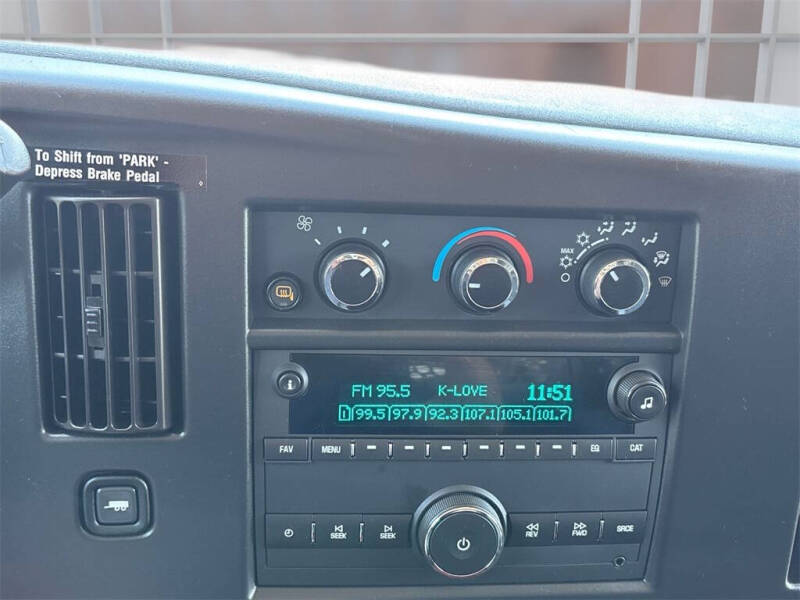 To Shift from 'PARK' -
Depress Brake Pedal
MAX
FM 95.5 K-LOVE 11:51
1 99.5 97.9 92.3 107.1 105.1 101.7
FAV MENU EQ CAT
SEEK SEEK REV FWD SRCE